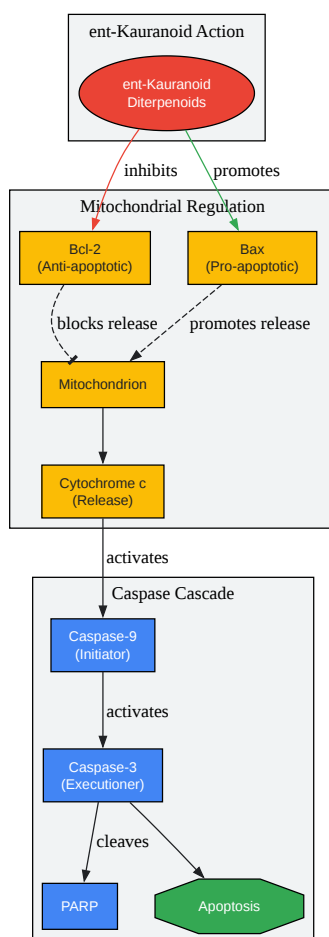 ent-Kauranoid Action
ent-Kauranoid
Diterpenoids
inhibits
promotes
Mitochondrial Regulation
Bcl-2
(Anti-apoptotic)
Bax
(Pro-apoptotic)
blocks release
promotes release
Mitochondrion
Cytochrome c
(Release)
activates
Caspase Cascade
Caspase-9
(Initiator)
activates
Caspase-3
(Executioner)
cleaves
PARP
Apoptosis